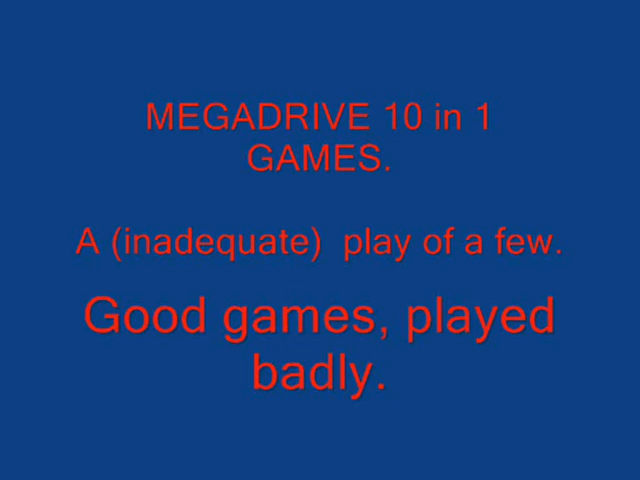 MEGADRIVE 10 in 1
GAMES.
A (inadequate)  play of a few.
Good games, played
badly.